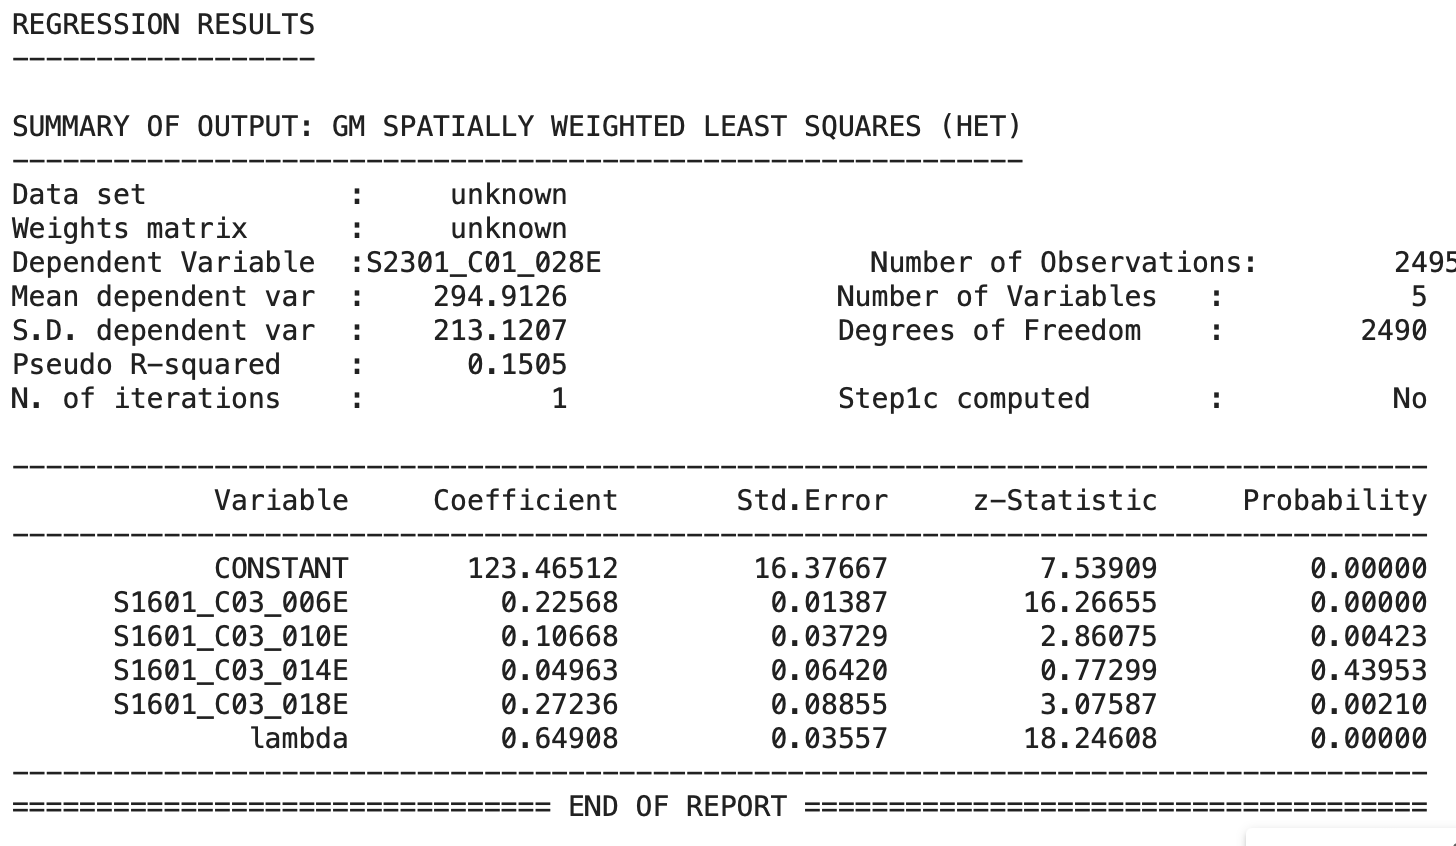 REGRESSION RESULTS
------------------
SUMMARY OF OUTPUT: GM SPATIALLY WEIGHTED LEAST SQUARES (HET)
------------------------------------------------------------
Data set            :     unknown
Weights matrix      :     unknown
Dependent Variable  :S2301_C01_028E                Number of Observations:        2495
Mean dependent var  :    294.9126                Number of Variables   :           5
S.D. dependent var  :    213.1207                Degrees of Freedom    :        2490
Pseudo R-squared    :      0.1505
N. of iterations    :           1                Step1c computed       :          No
------------------------------------------------------------------------------------
            Variable     Coefficient       Std.Error     z-Statistic     Probability
------------------------------------------------------------------------------------
            CONSTANT       123.46512        16.37667         7.53909         0.00000
      S1601_C03_006E         0.22568         0.01387        16.26655         0.00000
      S1601_C03_010E         0.10668         0.03729         2.86075         0.00423
      S1601_C03_014E         0.04963         0.06420         0.77299         0.43953
      S1601_C03_018E         0.27236         0.08855         3.07587         0.00210
              lambda         0.64908         0.03557        18.24608         0.00000
------------------------------------------------------------------------------------
================================ END OF REPORT =====================================